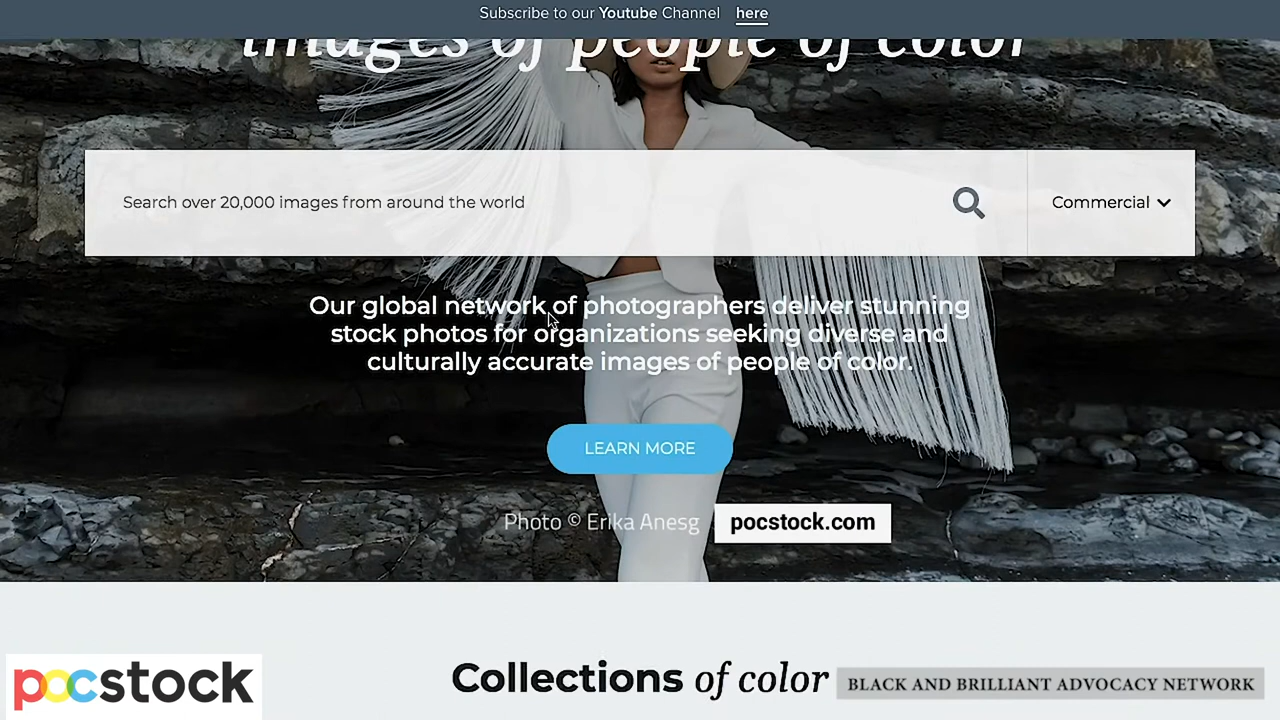 Subscribe to our Youtube Channel here
images of people of color
Search over 20,000 images from around the world
Commercial
Our global network of photographers deliver stunning
stock photos for organizations seeking diverse and
culturally accurate images of people of color.
LEARN MORE
Photo © Erika Anesg
pocstock.com
Collections of color
pocstock
BLACK AND BRILLIANT ADVOCACY NETWORK